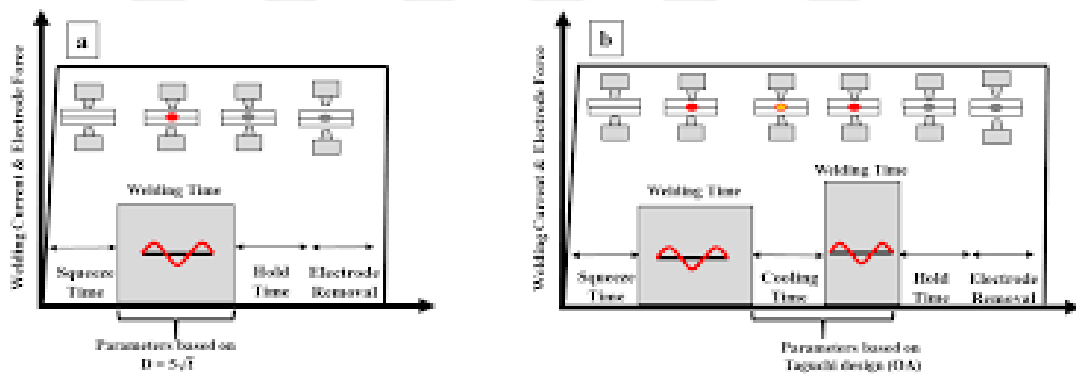 a
Welding Current & Electrode Force
Welding Time
Squeeze
Time
Hold
Time
Electrode
Removal
Parameters based on
D = 5√t
b
Welding Current & Electrode Force
Welding Time
Welding Time
Squeeze
Time
Cooling
Time
Hold
Time
Electrode
Removal
Parameters based on
Taguchi design (OA)